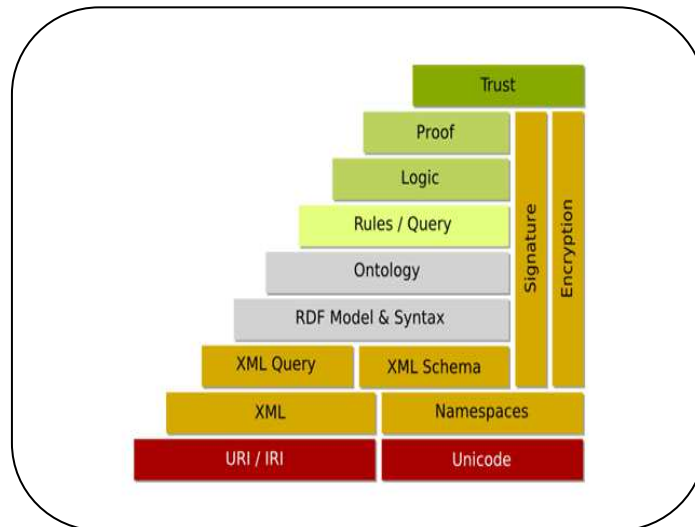 Trust
Proof
Logic
Rules / Query
Ontology
RDF Model & Syntax
XML Query
XML Schema
Signature
Encryption
XML
Namespaces
URI / IRI
Unicode